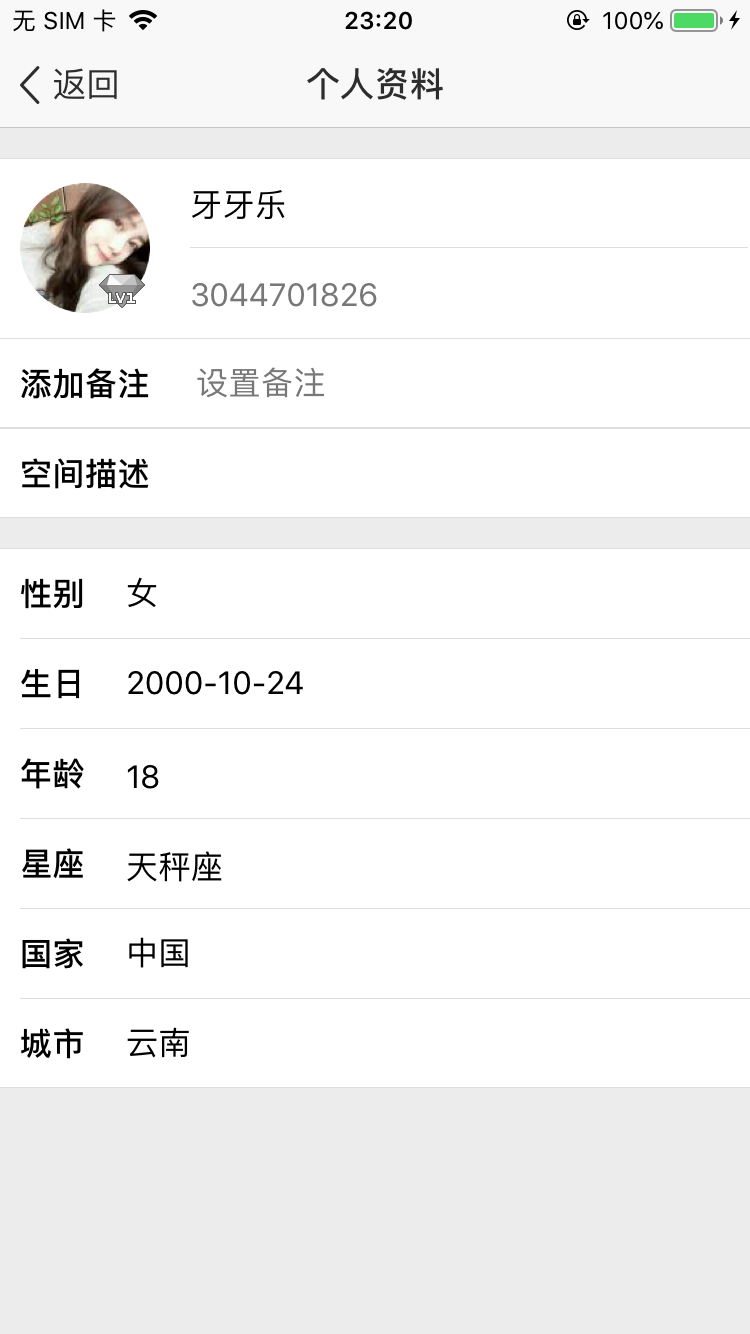 无 SIM 卡 23:20 100%
返回 个人资料
牙牙乐
LV1
3044701826
添加备注 设置备注
空间描述
性别 女
生日 2000-10-24
年龄 18
星座 天秤座
国家 中国
城市 云南